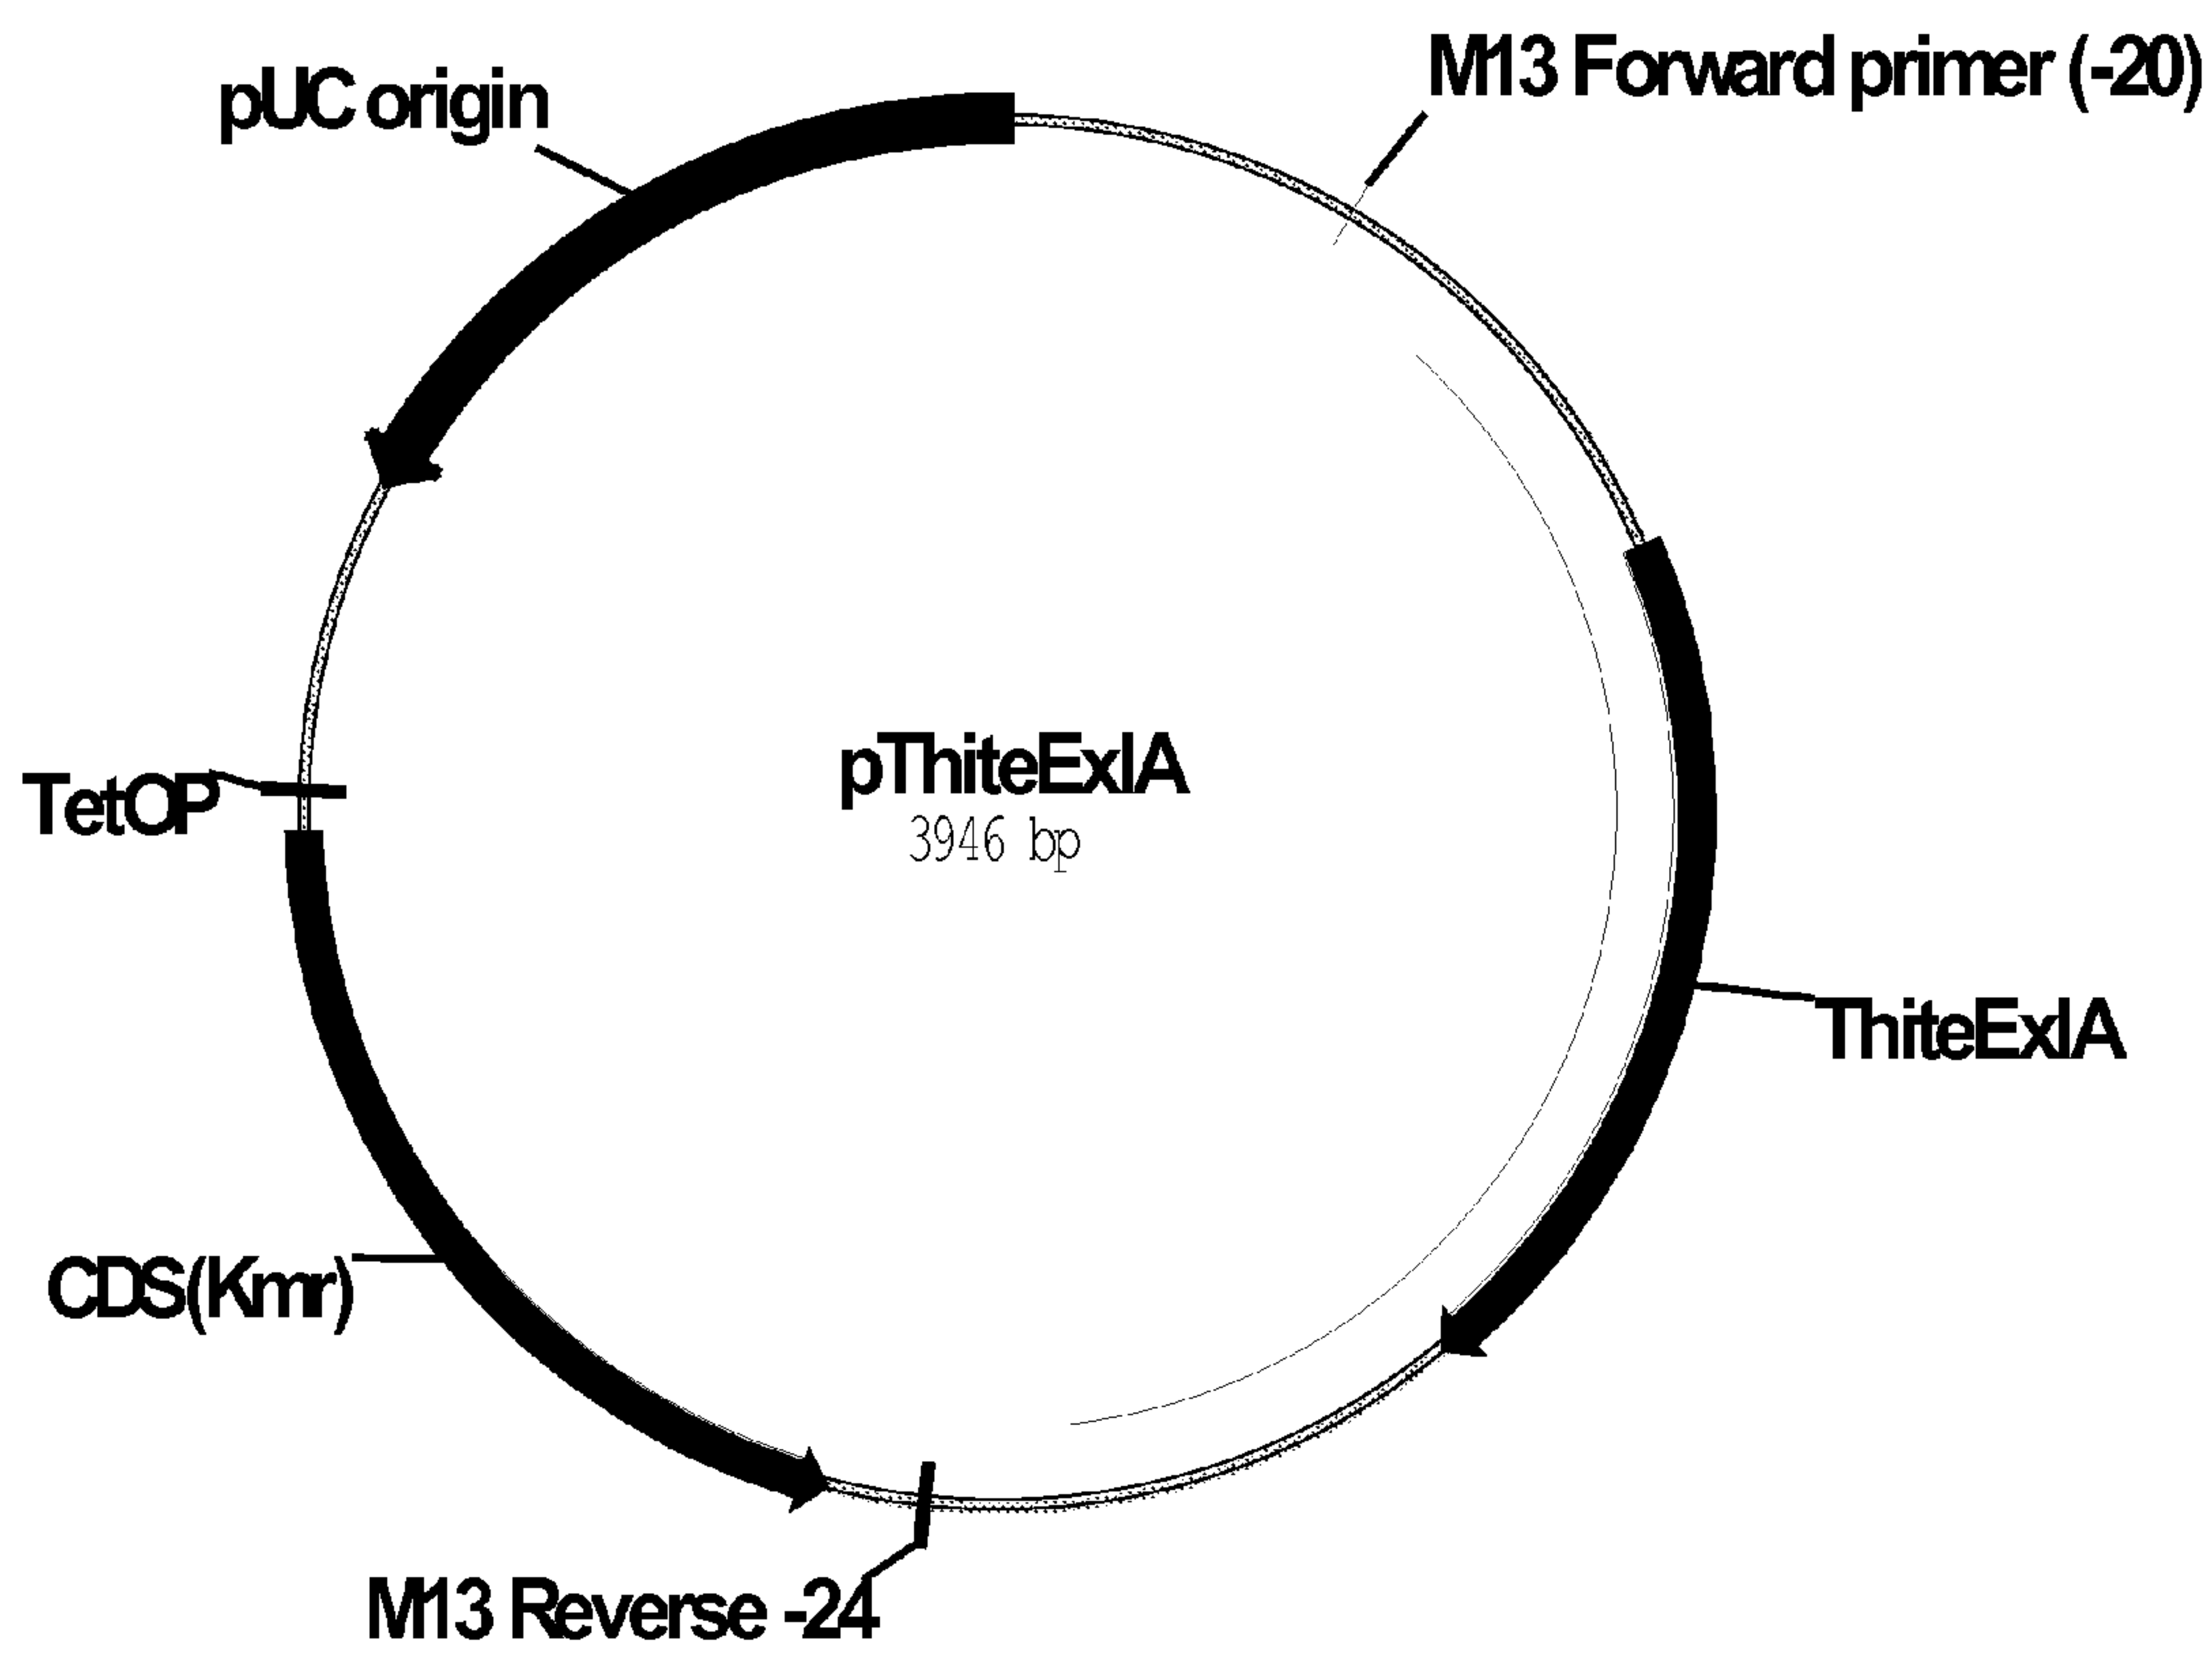 pUC origin
M13 Forward primer (-20)
pThiteExlA
3946 bp
TetOP
ThiteExlA
CDS(Kmr)
M13 Reverse -24